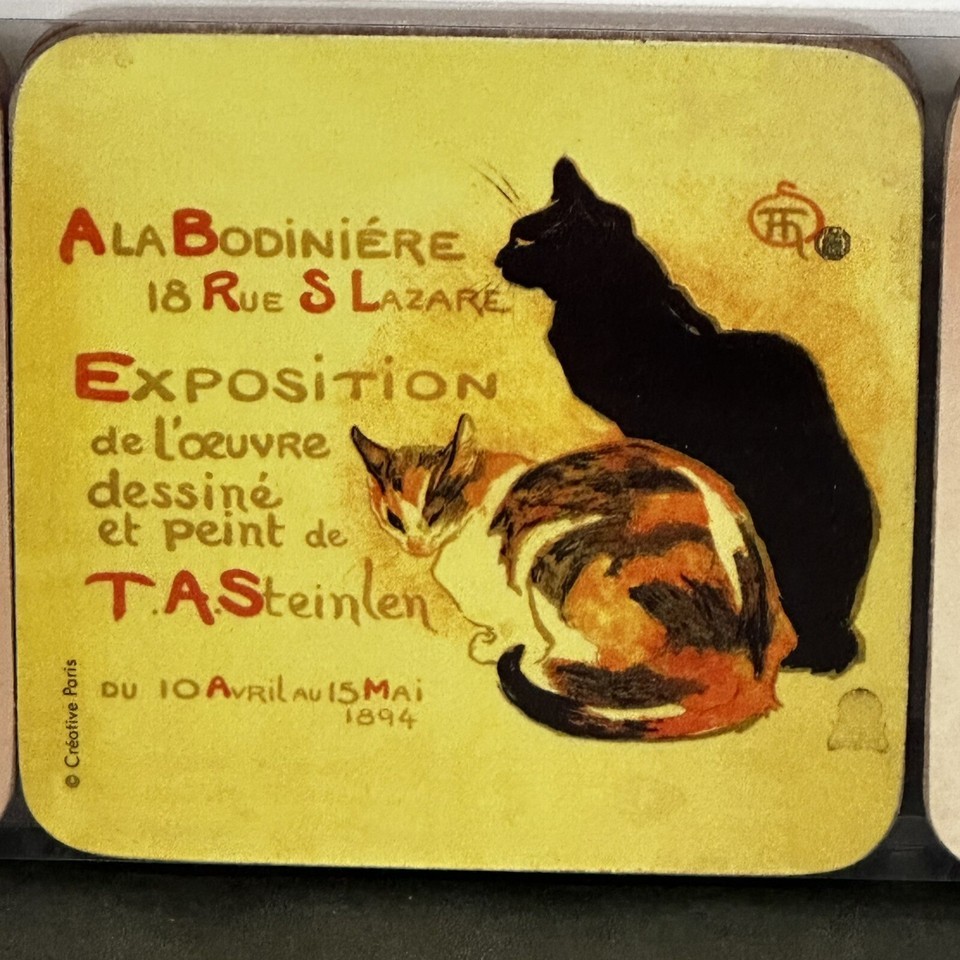 A LA BODINIÉRE
18 RUE S LAZARE
EXPOSITION
de l'œuvre
dessiné
et peint de
T.A.Steinlen
DU 10 AVRIL AU 15 MAI
1894
© Créative Paris